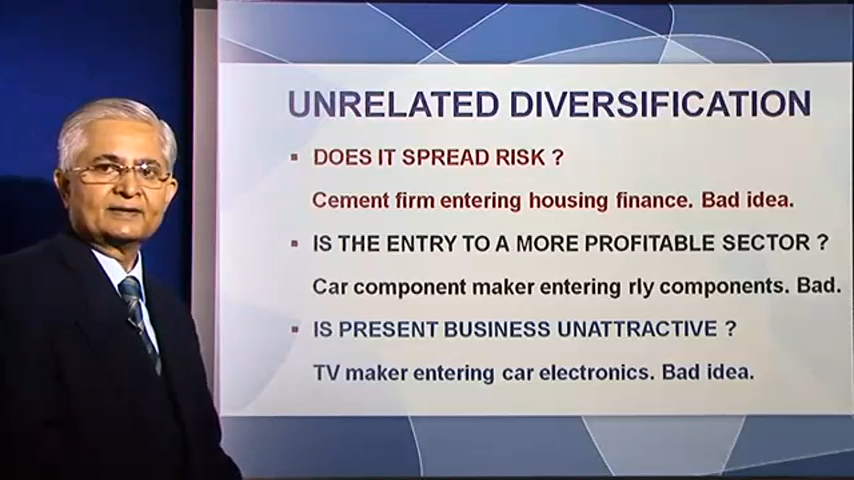 UNRELATED DIVERSIFICATION
▪ DOES IT SPREAD RISK ?
Cement firm entering housing finance. Bad idea.
▪ IS THE ENTRY TO A MORE PROFITABLE SECTOR ?
Car component maker entering rly components. Bad.
▪ IS PRESENT BUSINESS UNATTRACTIVE ?
TV maker entering car electronics. Bad idea.